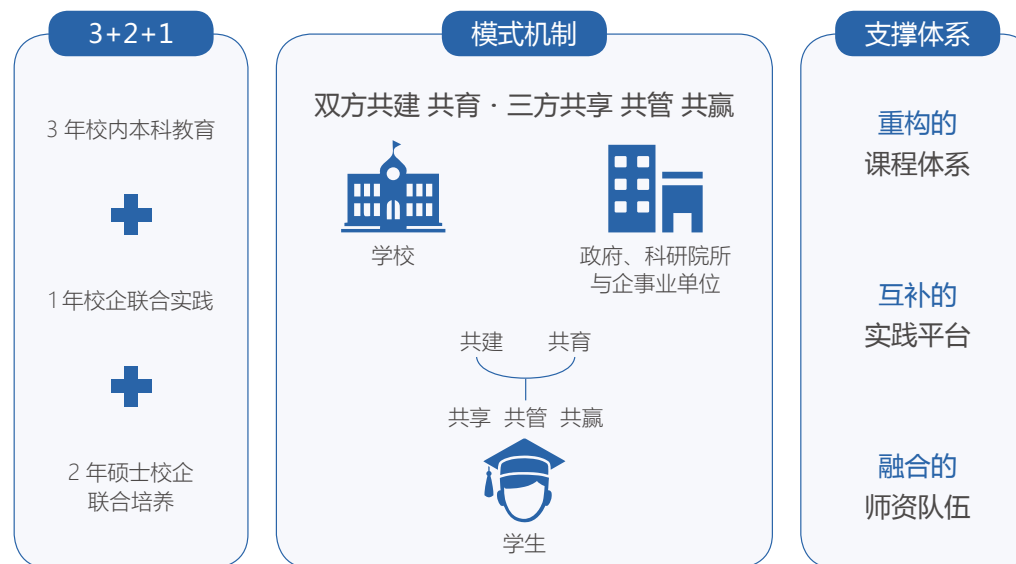 3+2+1
3 年校内本科教育
1年校企联合实践
2 年硕士校企
联合培养
模式机制
双方共建 共育 · 三方共享 共管 共赢
学校
政府、科研院所
与企事业单位
共建 共育
共享 共管 共赢
学生
支撑体系
重构的
课程体系
互补的
实践平台
融合的
师资队伍